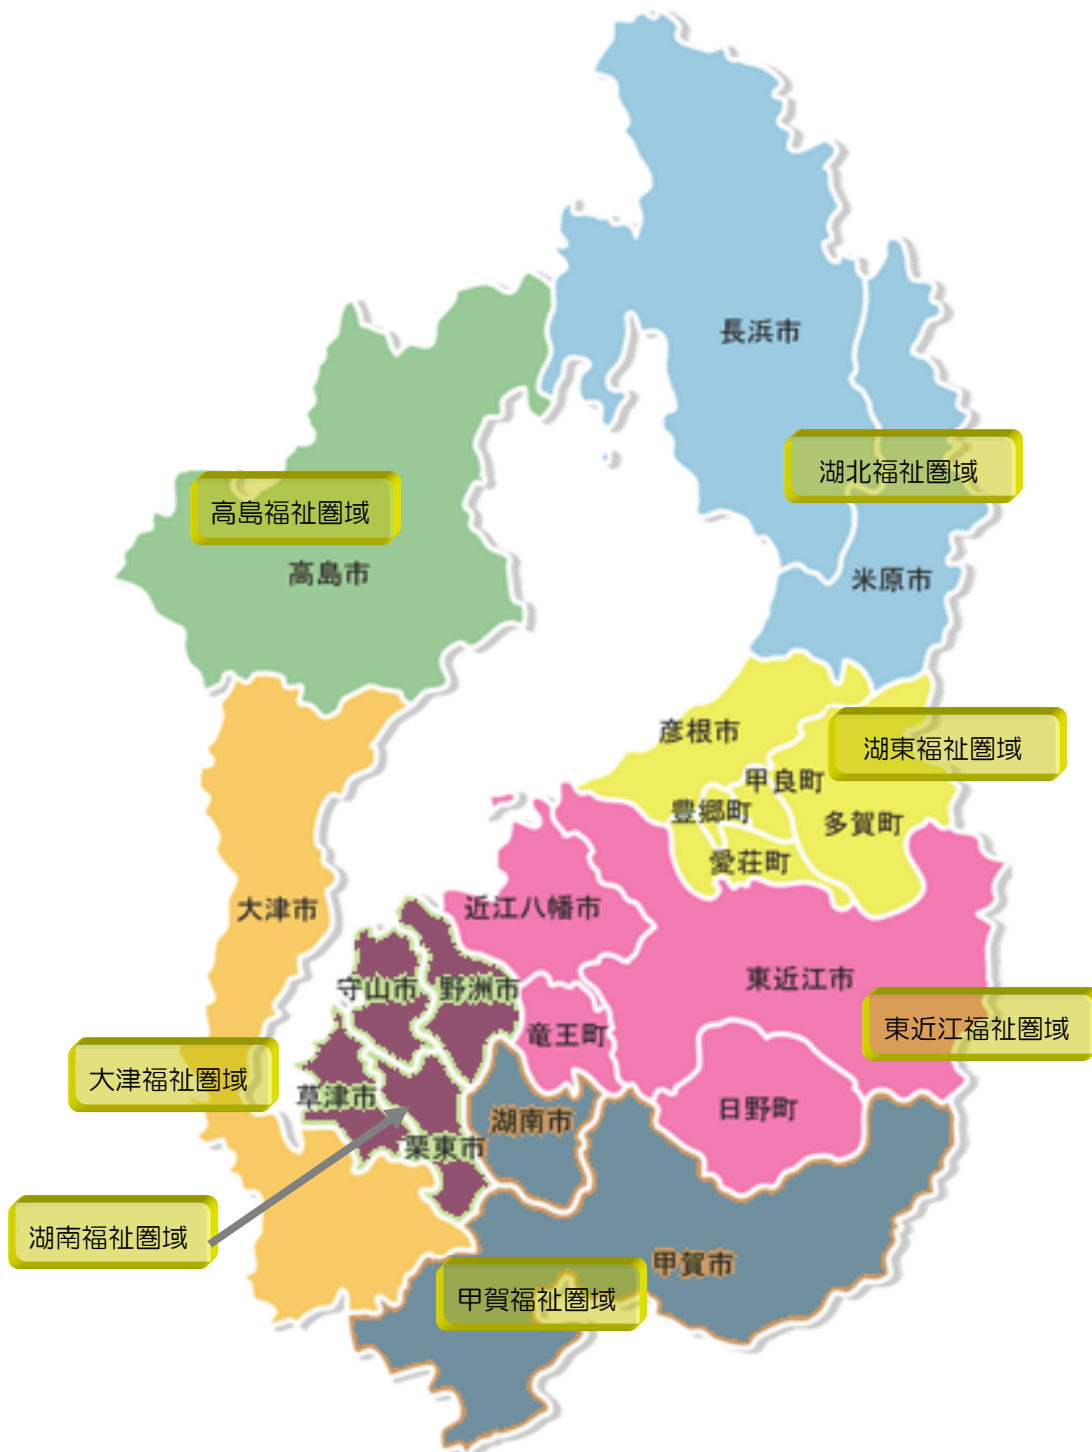 長浜市
湖北福祉圏域
高島福祉圏域
高島市
米原市
彦根市
湖東福祉圏域
甲良町
豊郷町
多賀町
愛荘町
大津市
近江八幡市
東近江市
守山市
野洲市
東近江福祉圏域
竜王町
大津福祉圏域
草津市
日野町
湖南市
栗東市
湖南福祉圏域
甲賀市
甲賀福祉圏域